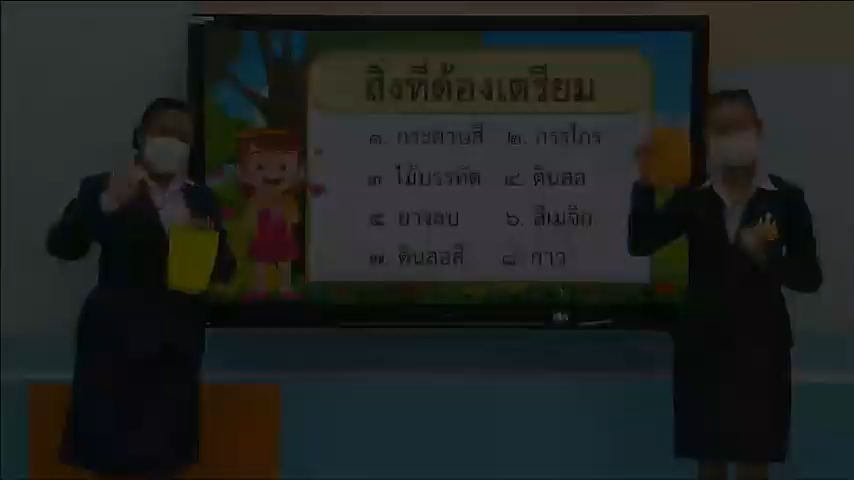 สิ่งที่ต้องเตรียม
๑. กระดาษสี ๒. กรรไกร
๓. ไม้บรรทัด ๔. ดินสอ
๕. ยางลบ ๖. สีเมจิก
๗. ดินสอสี ๘. กาว